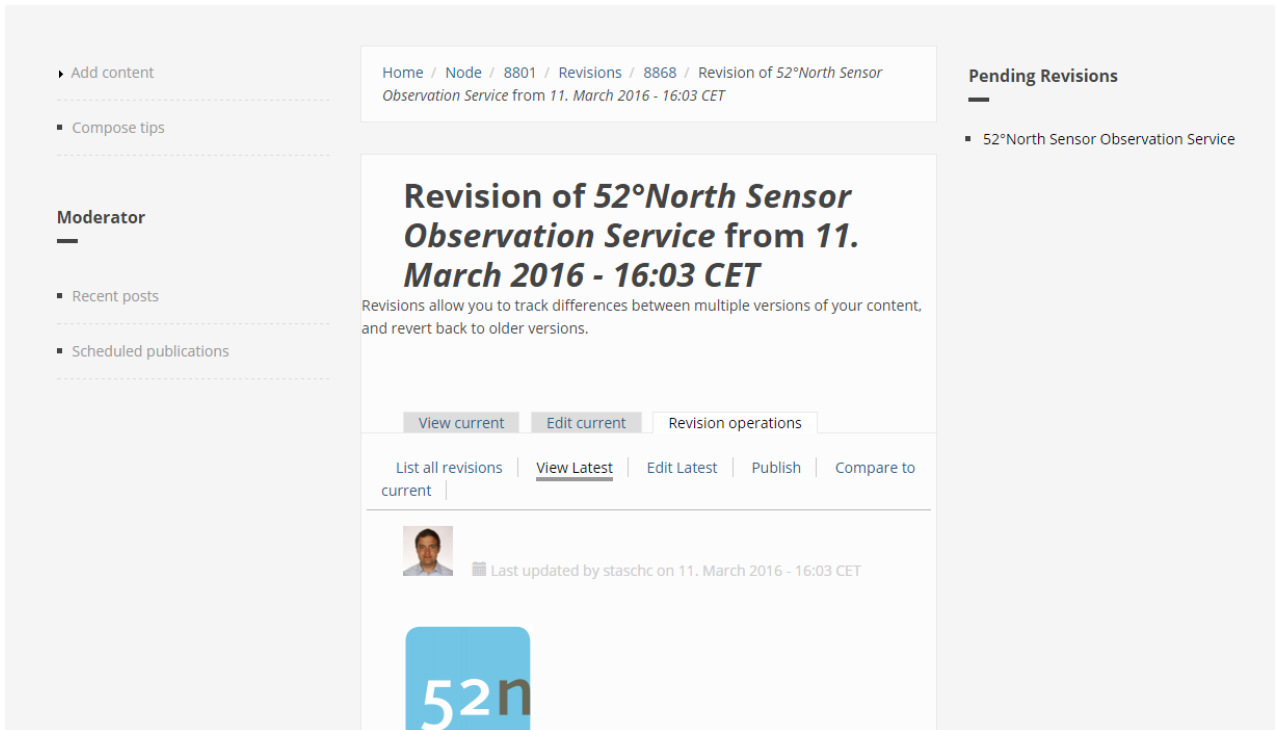 Add content
Compose tips
Moderator
Recent posts
Scheduled publications
Home / Node / 8801 / Revisions / 8868 / Revision of 52°North Sensor
Observation Service from 11. March 2016 - 16:03 CET
Revision of 52°North Sensor
Observation Service from 11.
March 2016 - 16:03 CET
Revisions allow you to track differences between multiple versions of your content,
and revert back to older versions.
View current Edit current Revision operations
List all revisions View Latest Edit Latest Publish Compare to
current
Last updated by staschc on 11. March 2016 - 16:03 CET
52n
Pending Revisions
52°North Sensor Observation Service